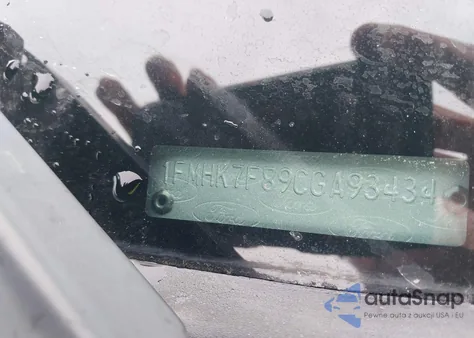 1FMHK7F89CGA93434
autoSnap
Pewne auta z aukcji USA i EU